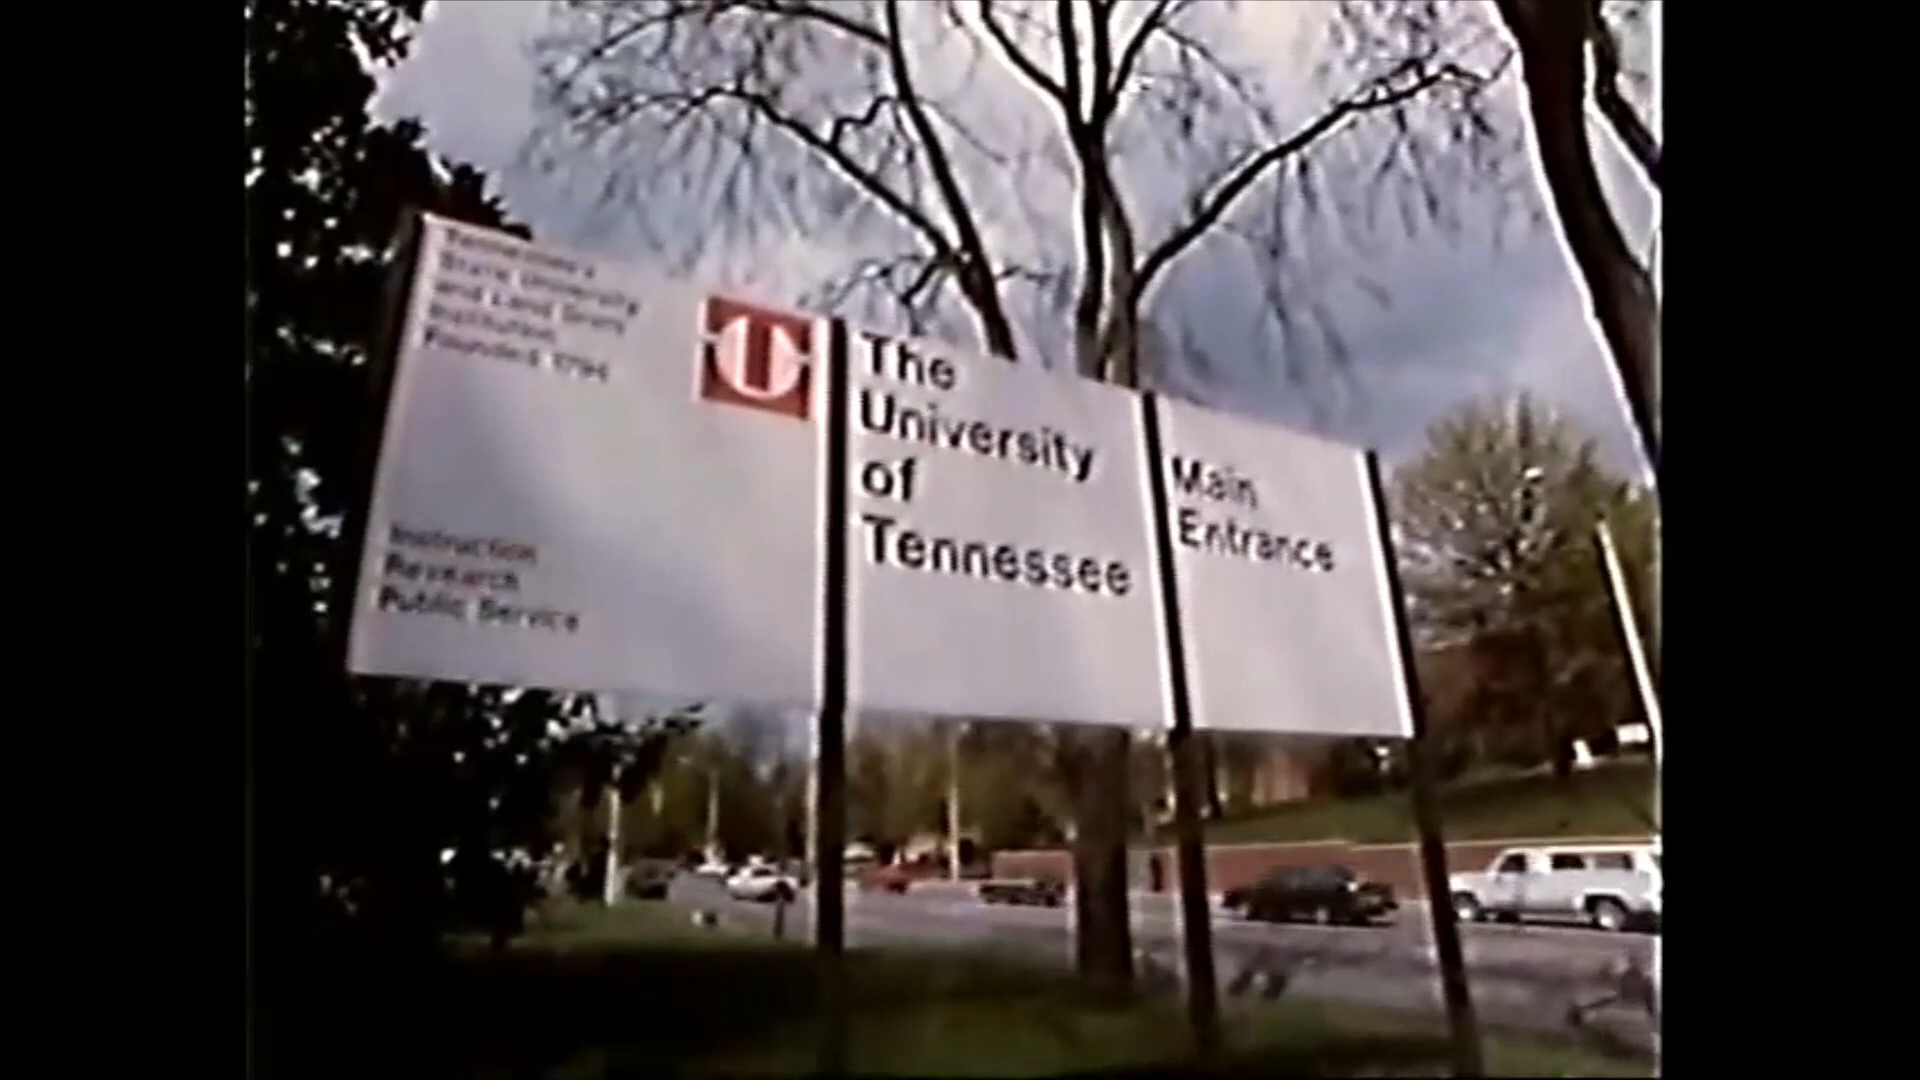 Tennessee's
State University
and Land Grant
Institution
Founded 1794
UT
The
University
of
Tennessee
Main
Entrance
Instruction
Research
Public Service